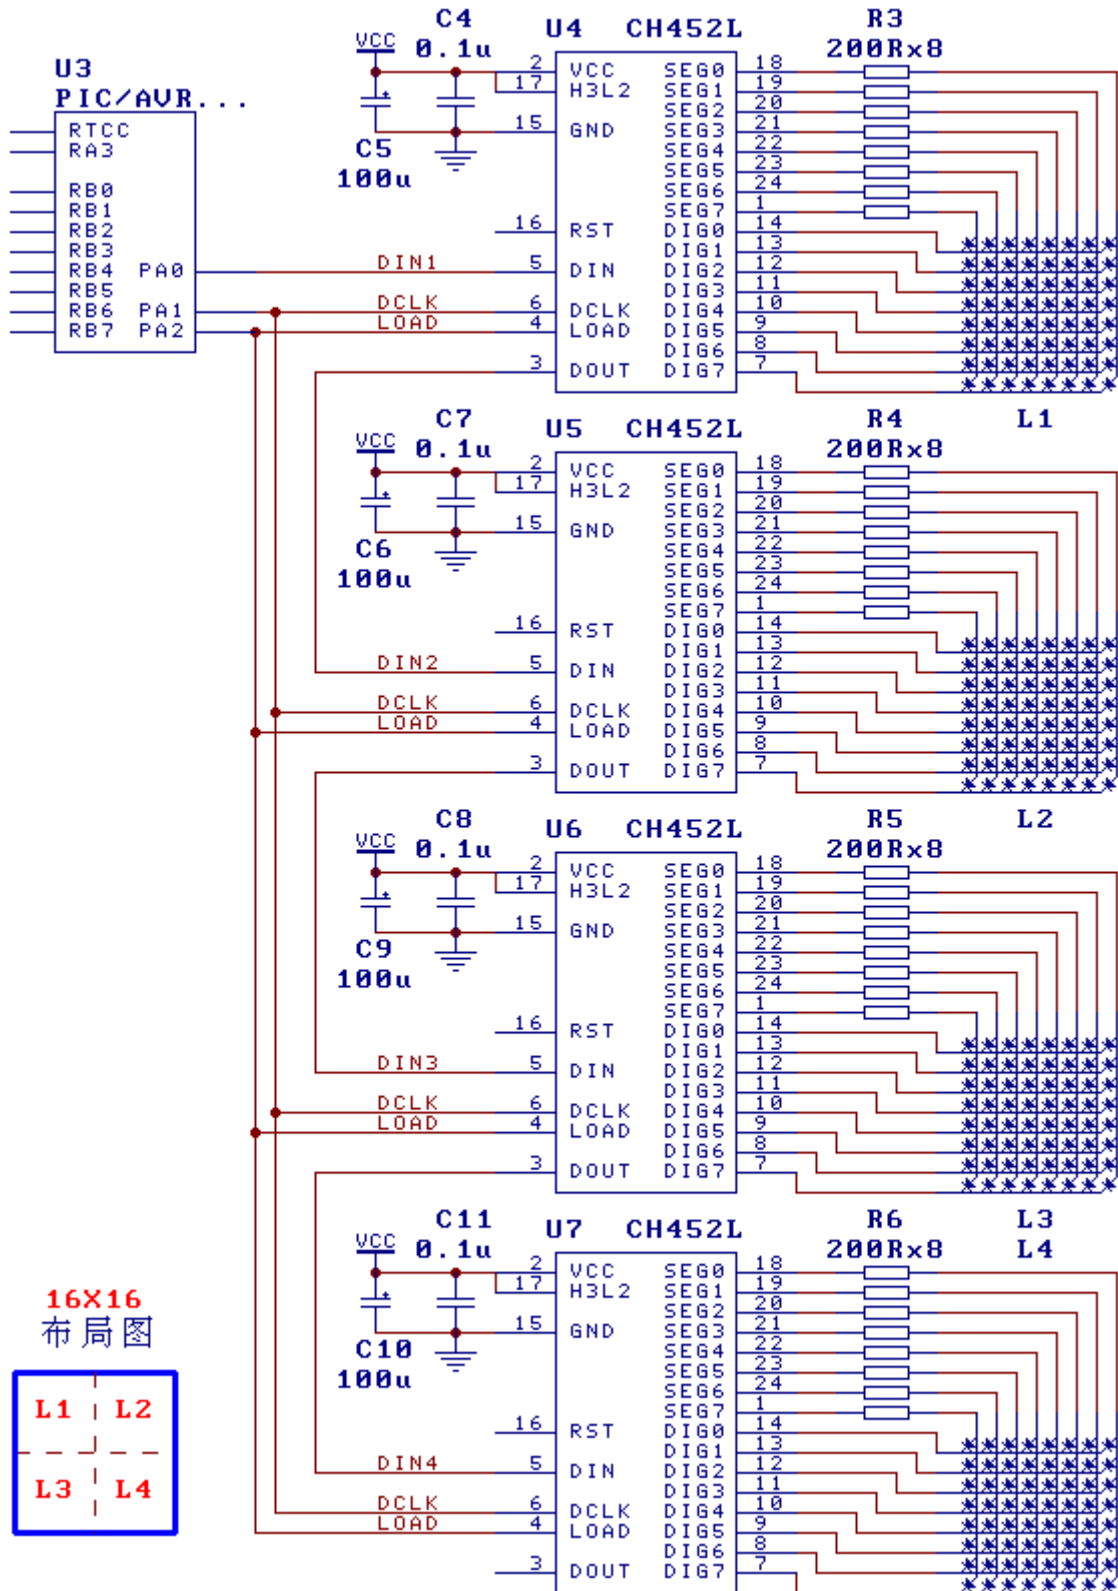 U3
PIC/AVR...
RTCC
RA3
RB0
RB1
RB2
RB3
RB4 PA0
RB5
RB6 PA1
RB7 PA2
C4
0.1u
VCC
C5
100u
U4 CH452L
2 VCC SEG0 18
17 H3L2 SEG1 19
SEG2 20
15 GND SEG3 21
SEG4 22
SEG5 23
SEG6 24
SEG7 1
16 RST DIG0 14
DIG1 13
DIN1 5 DIN DIG2 12
DIG3 11
DCLK 6 DCLK DIG4 10
LOAD 4 LOAD DIG5 9
DIG6 8
3 DOUT DIG7 7
R3
200Rx8
L1
C7
0.1u
VCC
C6
100u
U5 CH452L
2 VCC SEG0 18
17 H3L2 SEG1 19
SEG2 20
15 GND SEG3 21
SEG4 22
SEG5 23
SEG6 24
SEG7 1
16 RST DIG0 14
DIG1 13
DIN2 5 DIN DIG2 12
DIG3 11
DCLK 6 DCLK DIG4 10
LOAD 4 LOAD DIG5 9
DIG6 8
3 DOUT DIG7 7
R4
200Rx8
L2
C8
0.1u
VCC
C9
100u
U6 CH452L
2 VCC SEG0 18
17 H3L2 SEG1 19
SEG2 20
15 GND SEG3 21
SEG4 22
SEG5 23
SEG6 24
SEG7 1
16 RST DIG0 14
DIG1 13
DIN3 5 DIN DIG2 12
DIG3 11
DCLK 6 DCLK DIG4 10
LOAD 4 LOAD DIG5 9
DIG6 8
3 DOUT DIG7 7
R5
200Rx8
L3
C11
0.1u
VCC
C10
100u
U7 CH452L
2 VCC SEG0 18
17 H3L2 SEG1 19
SEG2 20
15 GND SEG3 21
SEG4 22
SEG5 23
SEG6 24
SEG7 1
16 RST DIG0 14
DIG1 13
DIN4 5 DIN DIG2 12
DIG3 11
DCLK 6 DCLK DIG4 10
LOAD 4 LOAD DIG5 9
DIG6 8
3 DOUT DIG7 7
R6
200Rx8
L4
16X16
布局图
L1 L2
L3 L4